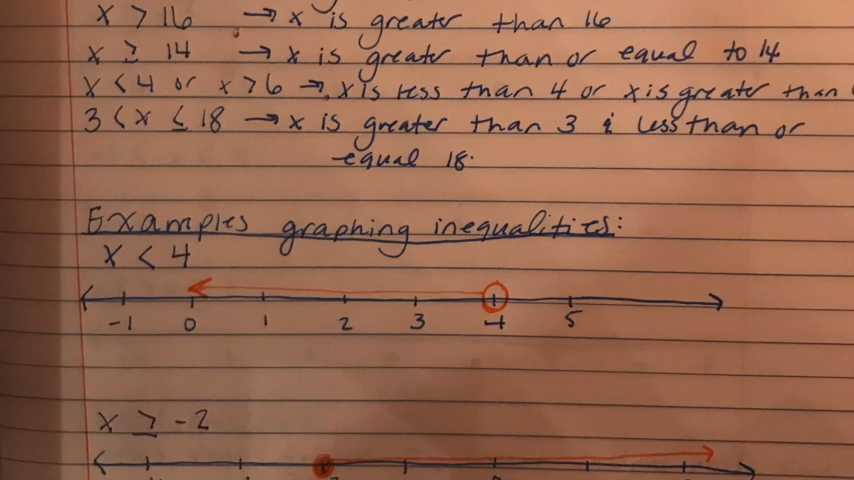 x > 16 → x is greater than 16
x ≥ 14 → x is greater than or equal to 14
x < 4 or x > 6 → x is less than 4 or x is greater than
3 < x ≤ 18 → x is greater than 3 & less than or
equal 18.
Examples graphing inequalities:
x < 4
-1 0 1 2 3 4 5
x ≥ -2